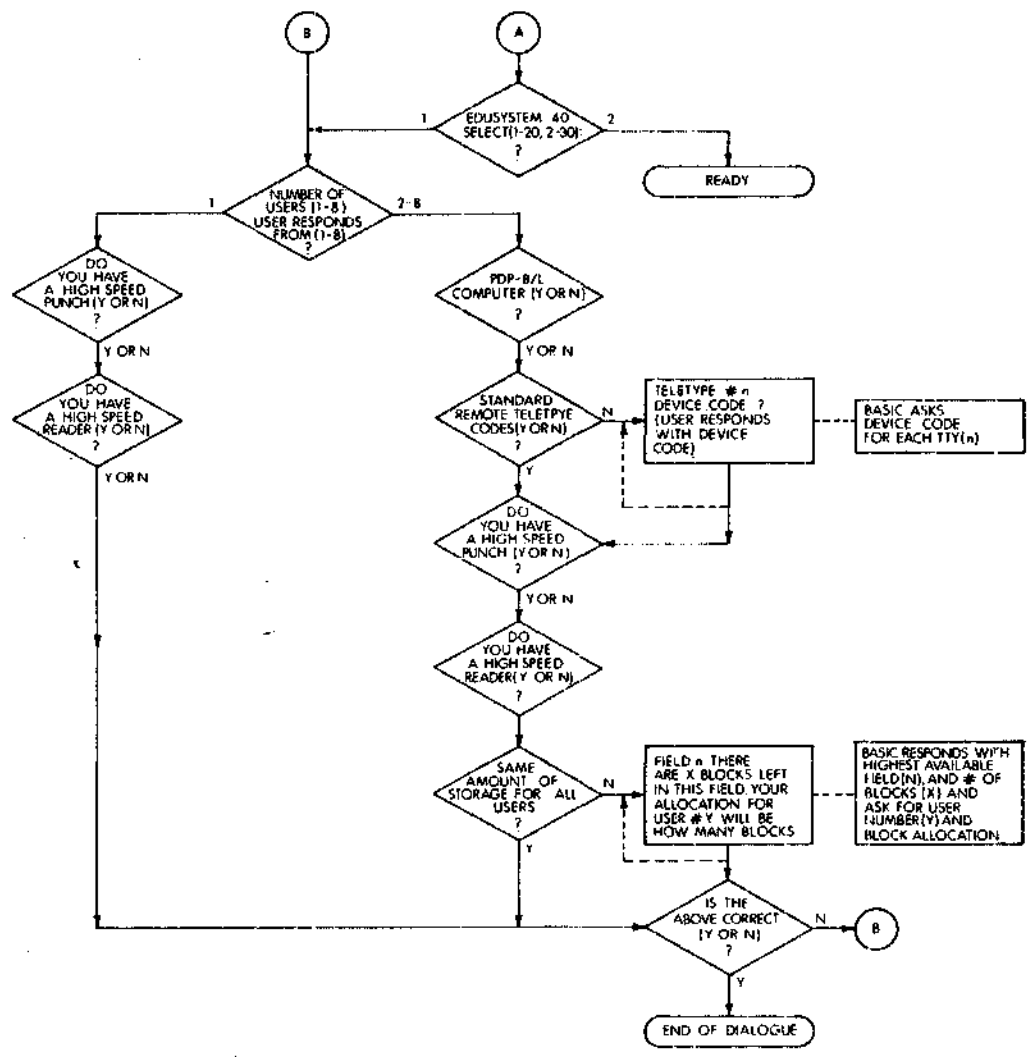 B
A
EDUSYSTEM 40
SELECT(1-20, 2-30):
?
1
2
READY
NUMBER OF
USERS (1-8)
USER RESPONDS
FROM (1-8)
?
1
2-8
DO
YOU HAVE
A HIGH SPEED
PUNCH (Y OR N)
?
Y OR N
PDP-8/L
COMPUTER (Y OR N)
?
Y OR N
DO
YOU HAVE
A HIGH SPEED
READER (Y OR N)
?
Y OR N
STANDARD
REMOTE TELETPYE
CODES (Y OR N)
?
N
Y
TELETYPE # n
DEVICE CODE ?
(USER RESPONDS
WITH DEVICE
CODE)
BASIC ASKS
DEVICE CODE
FOR EACH TTY(n)
DO
YOU HAVE
A HIGH SPEED
PUNCH (Y OR N)
?
Y OR N
DO
YOU HAVE
A HIGH SPEED
READER(Y OR N)
?
SAME
AMOUNT OF
STORAGE FOR ALL
USERS
?
N
Y
FIELD n THERE
ARE X BLOCKS LEFT
IN THIS FIELD. YOUR
ALLOCATION FOR
USER # Y WILL BE
HOW MANY BLOCKS
BASIC RESPONDS WITH
HIGHEST AVAILABLE
FIELD(N), AND # OF
BLOCKS (X) AND
ASK FOR USER
NUMBER(Y) AND
BLOCK ALLOCATION
IS THE
ABOVE CORRECT
(Y OR N)
?
N
B
Y
END OF DIALOGUE